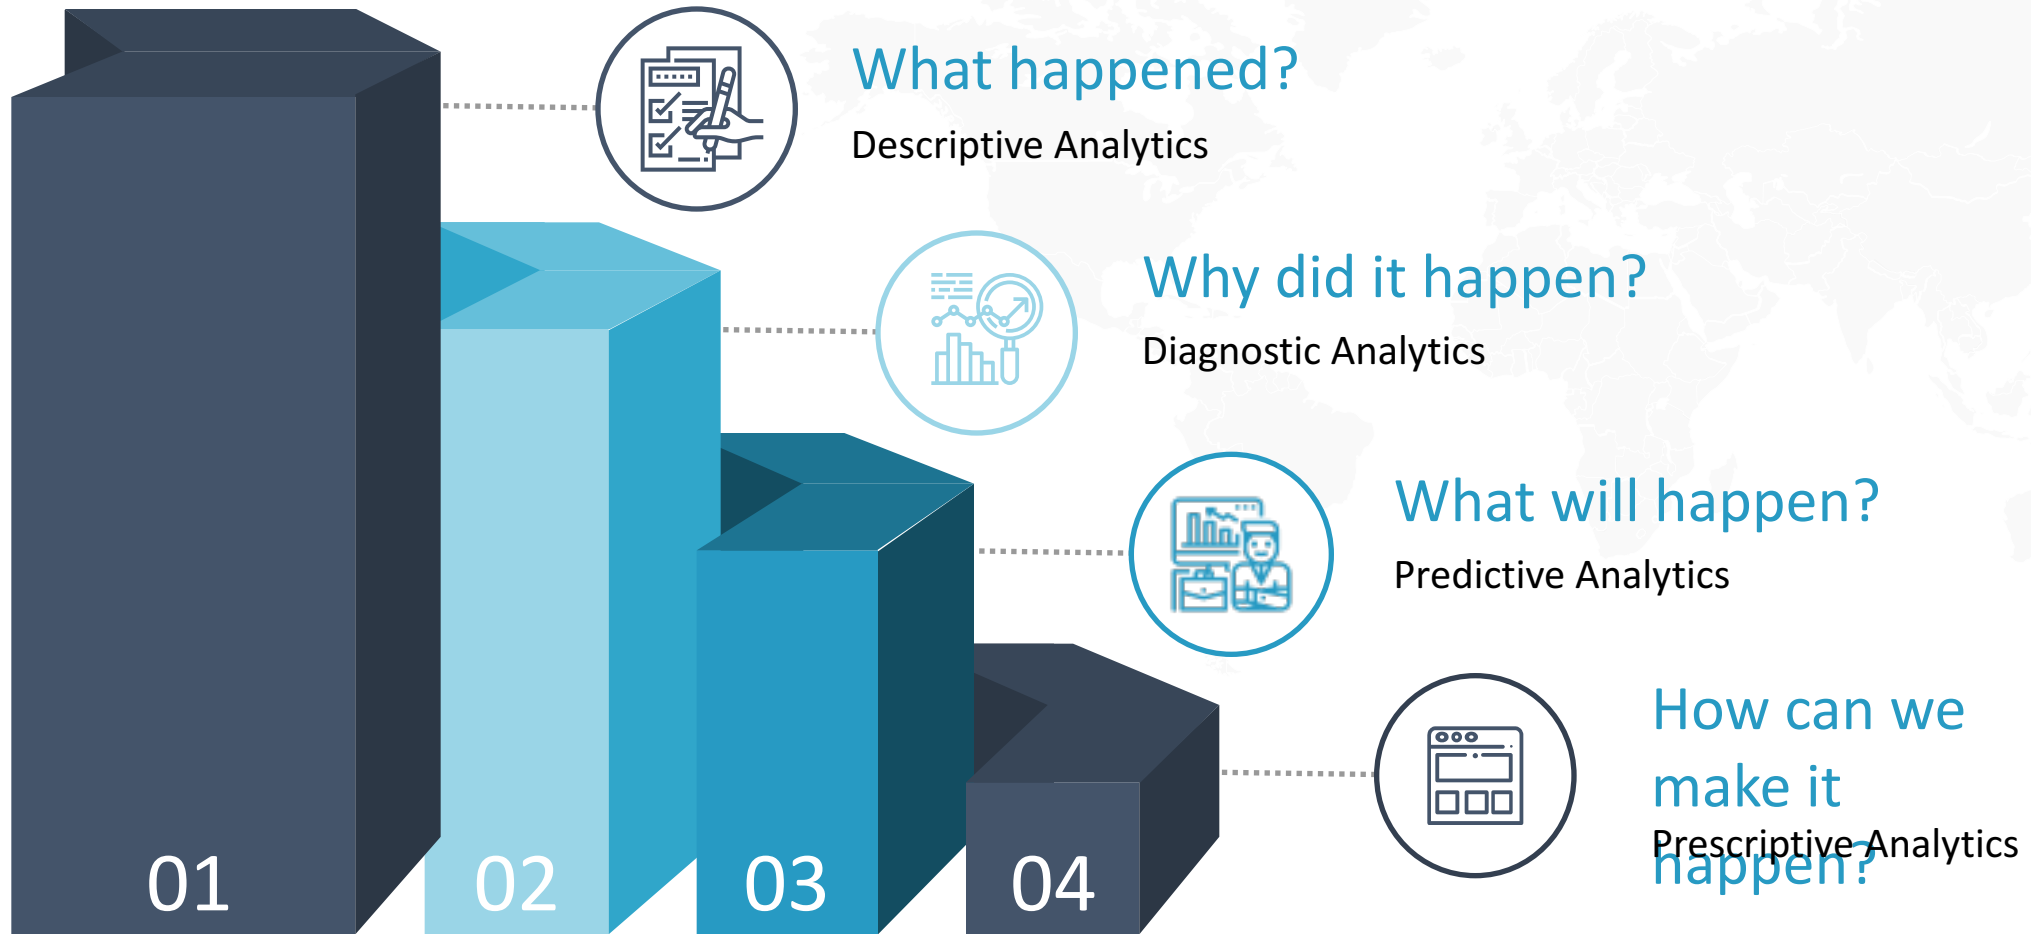 What happened?
Descriptive Analytics
Why did it happen?
Diagnostic Analytics
What will happen?
Predictive Analytics
How can we
make it
happen?
Prescriptive Analytics
01
02
03
04